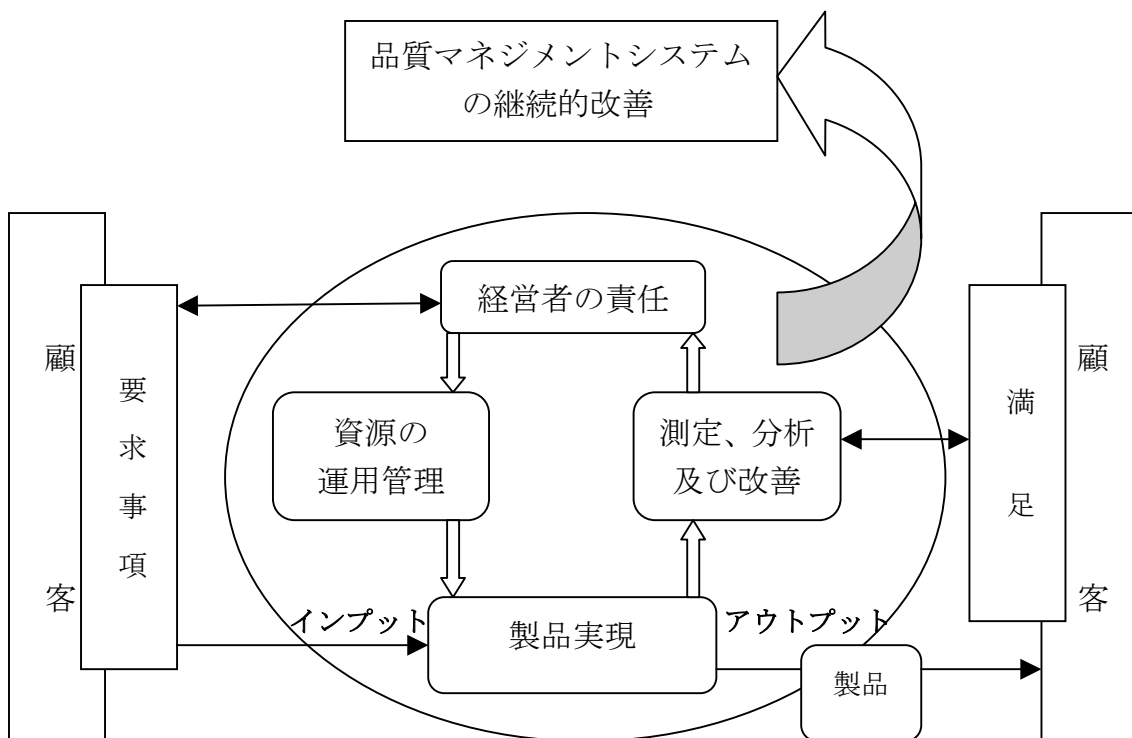 品質マネジメントシステム
の継続的改善
経営者の責任
顧客
要求事項
資源の
運用管理
測定、分析
及び改善
満足
顧客
インプット
製品実現
アウトプット
製品